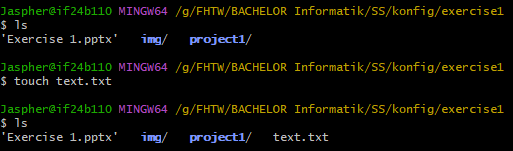 Jaspher@if24b110 MINGW64 /g/FHTW/BACHELOR Informatik/SS/konfig/exercise1
$ ls
'Exercise 1.pptx'   img/   project1/

Jaspher@if24b110 MINGW64 /g/FHTW/BACHELOR Informatik/SS/konfig/exercise1
$ touch text.txt

Jaspher@if24b110 MINGW64 /g/FHTW/BACHELOR Informatik/SS/konfig/exercise1
$ ls
'Exercise 1.pptx'   img/   project1/   text.txt